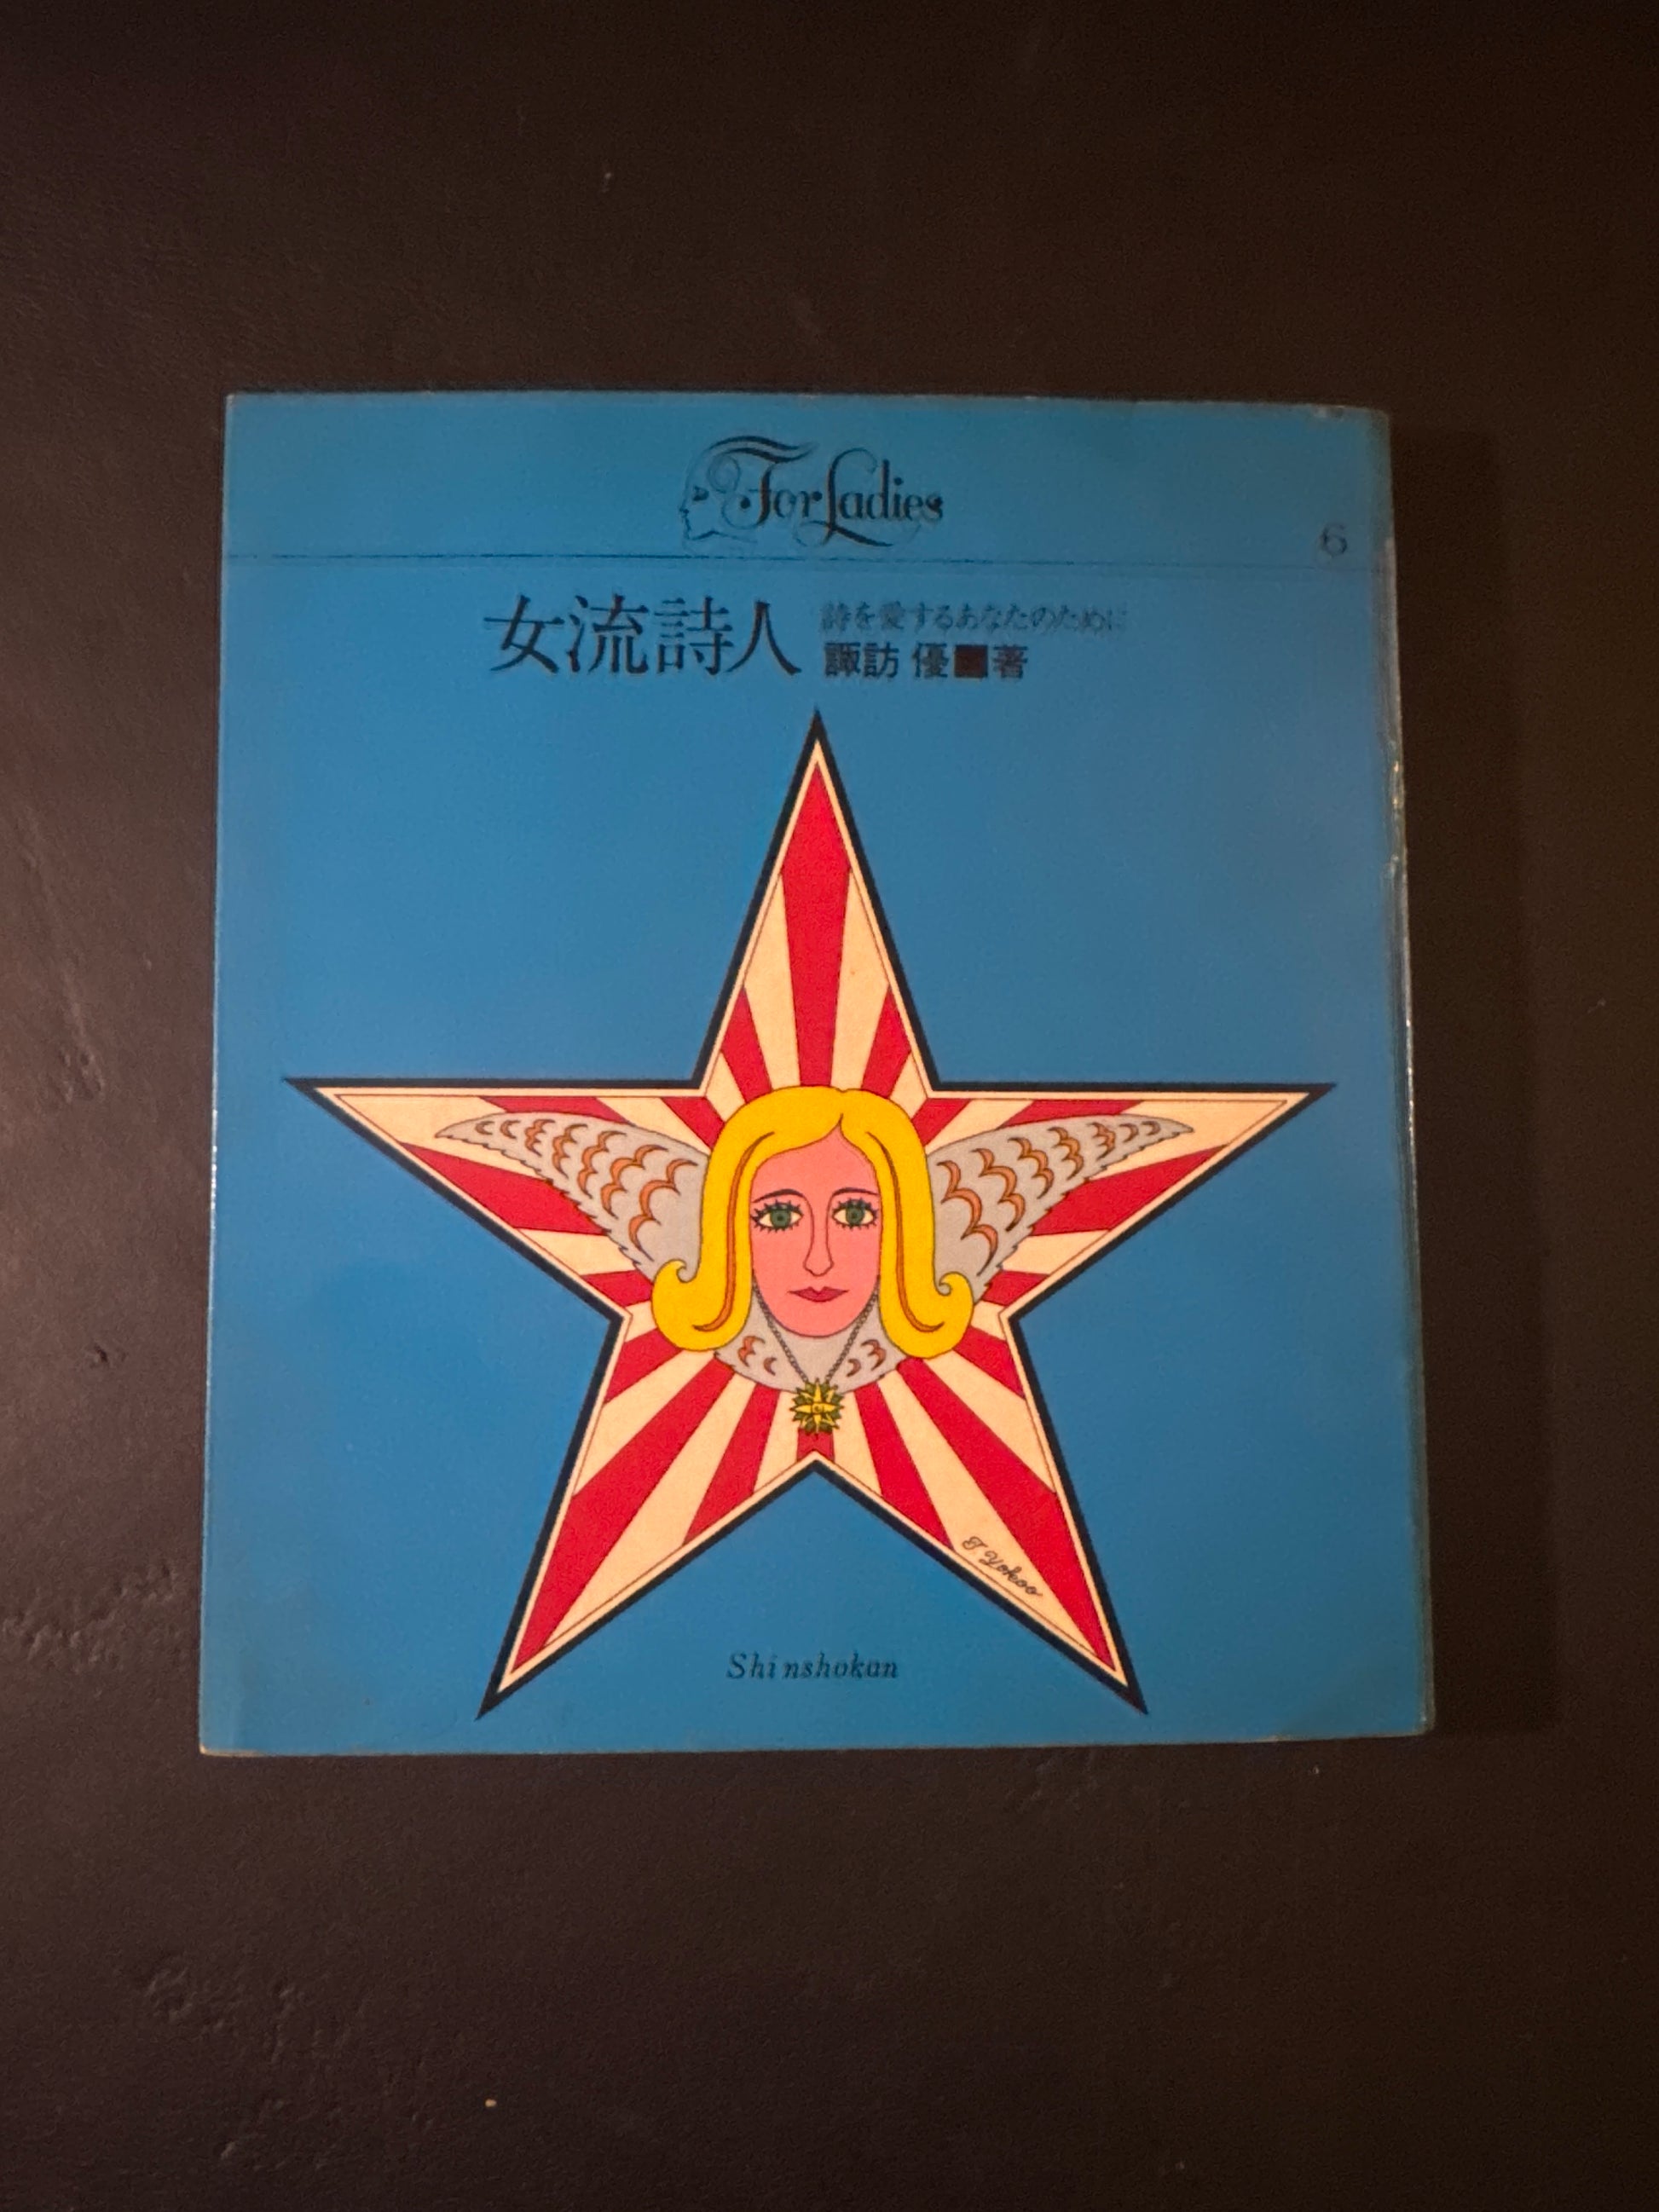 For Ladies
6
女流詩人
詩を愛するあなたのために
諏訪 優■著
T Yokoo
Shinshokan